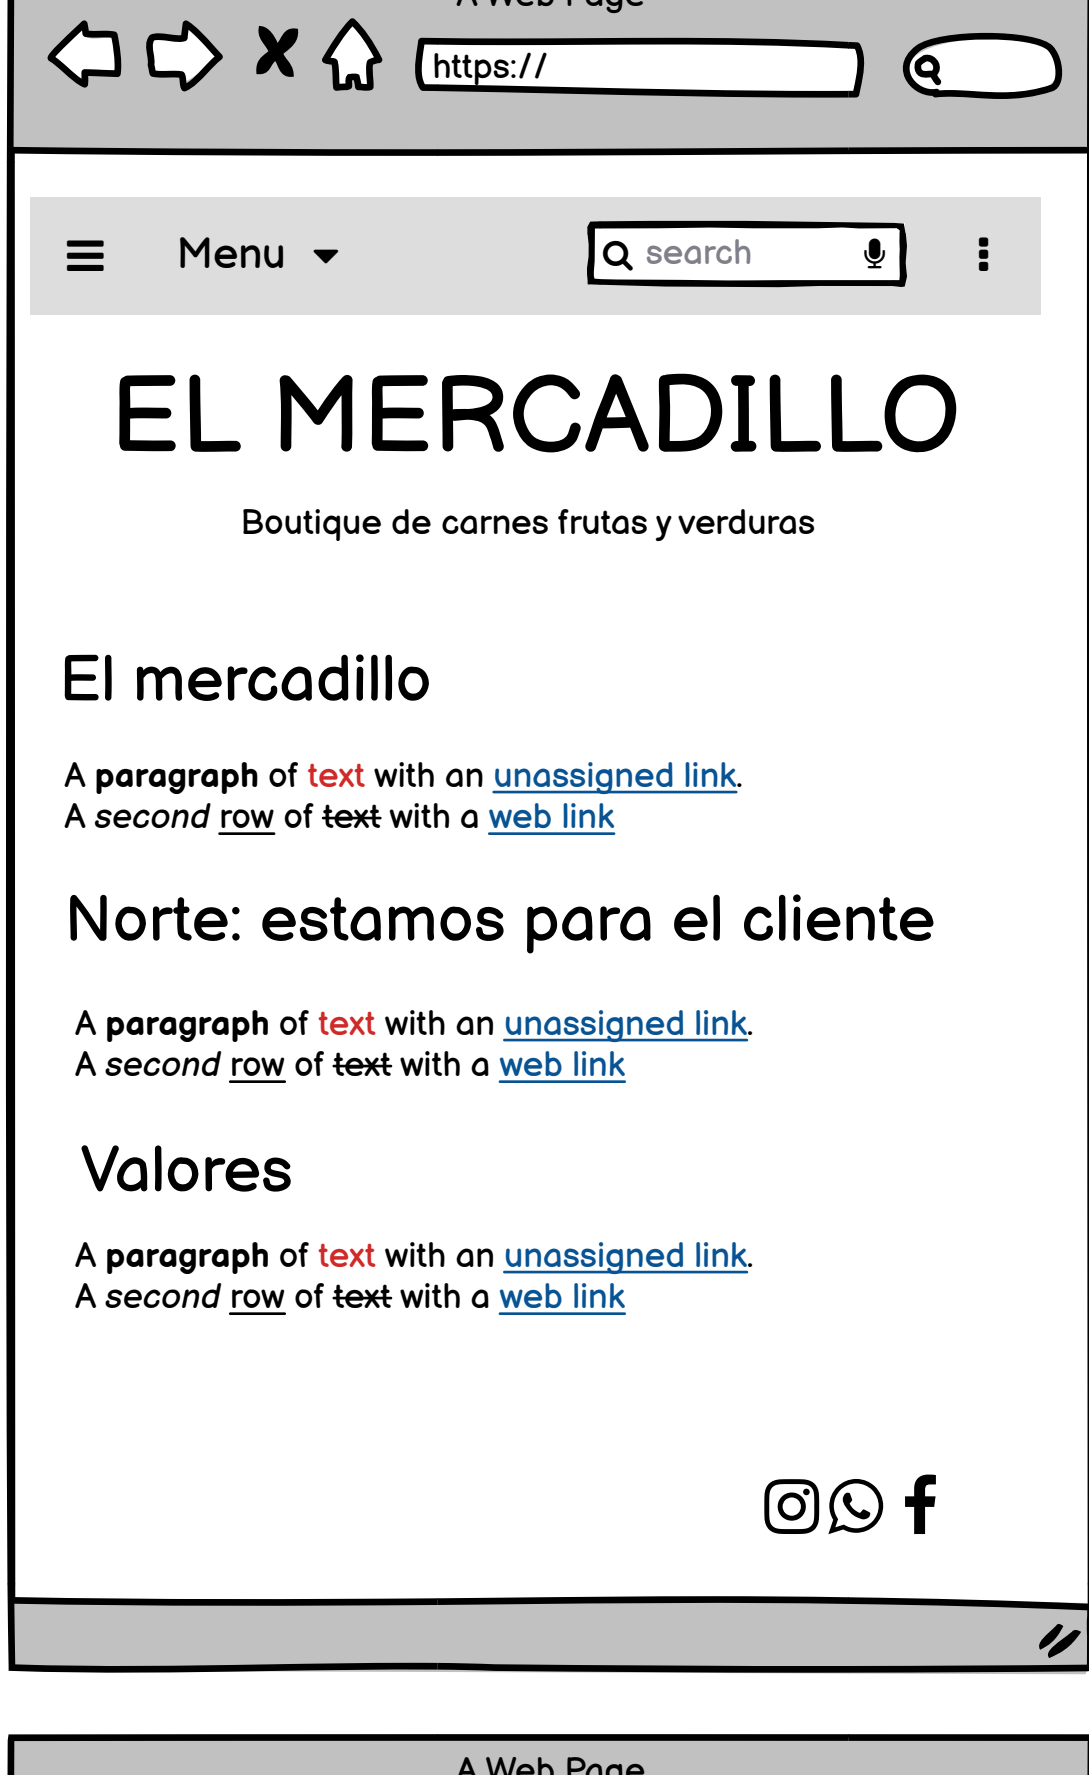 A Web Page
https://
Menu
search
EL MERCADILLO
Boutique de carnes frutas y verduras
El mercadillo
A paragraph of text with an unassigned link.
A second row of text with a web link
Norte: estamos para el cliente
A paragraph of text with an unassigned link.
A second row of text with a web link
Valores
A paragraph of text with an unassigned link.
A second row of text with a web link
A Web Page